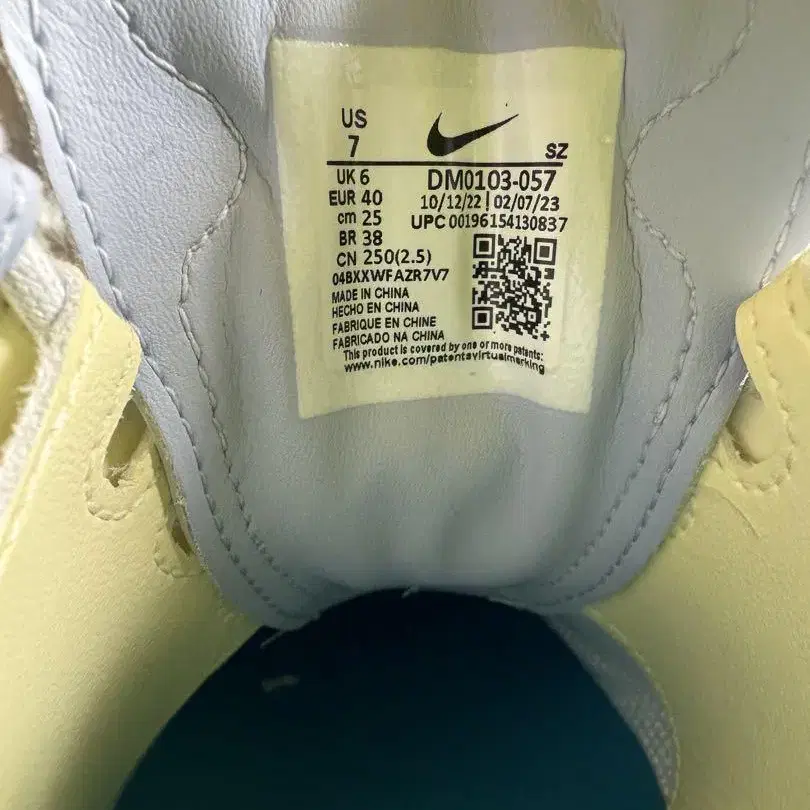 US
7
SZ
UK 6
DM0103-057
EUR 40
10/12/22 | 02/07/23
cm 25
UPC 00196154130837
BR 38
CN 250(2.5)
04BXXWFAZR7V7
MADE IN CHINA
HECHO EN CHINA
FABRIQUE EN CHINE
FABRICADO NA CHINA
This product is covered by one or more patents:
www.nike.com/patentsvirtualmarking